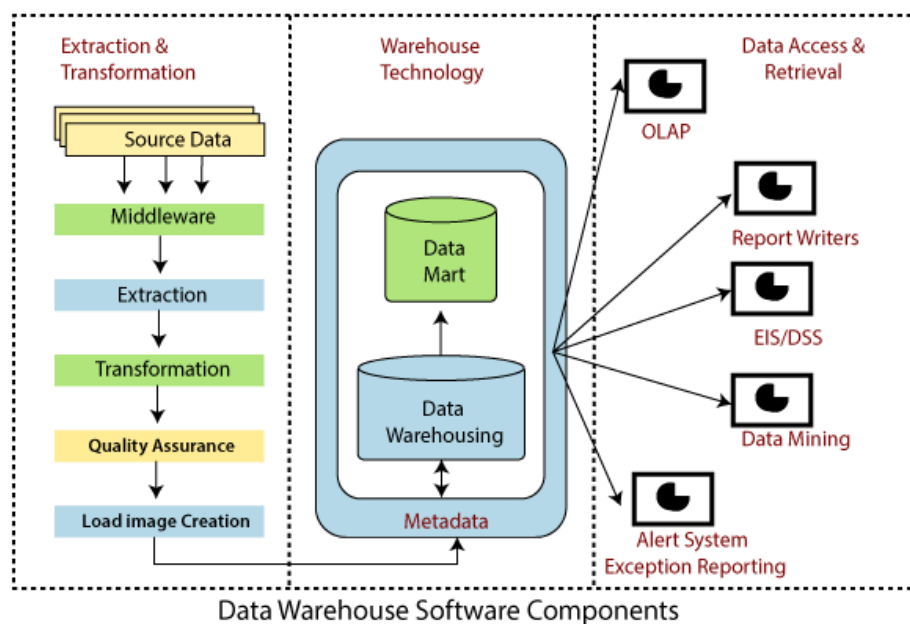 Extraction &
Transformation
Source Data
Middleware
Extraction
Transformation
Quality Assurance
Load image Creation
Warehouse
Technology
Data
Mart
Data
Warehousing
Metadata
Data Access &
Retrieval
OLAP
Report Writers
EIS/DSS
Data Mining
Alert System
Exception Reporting
Data Warehouse Software Components